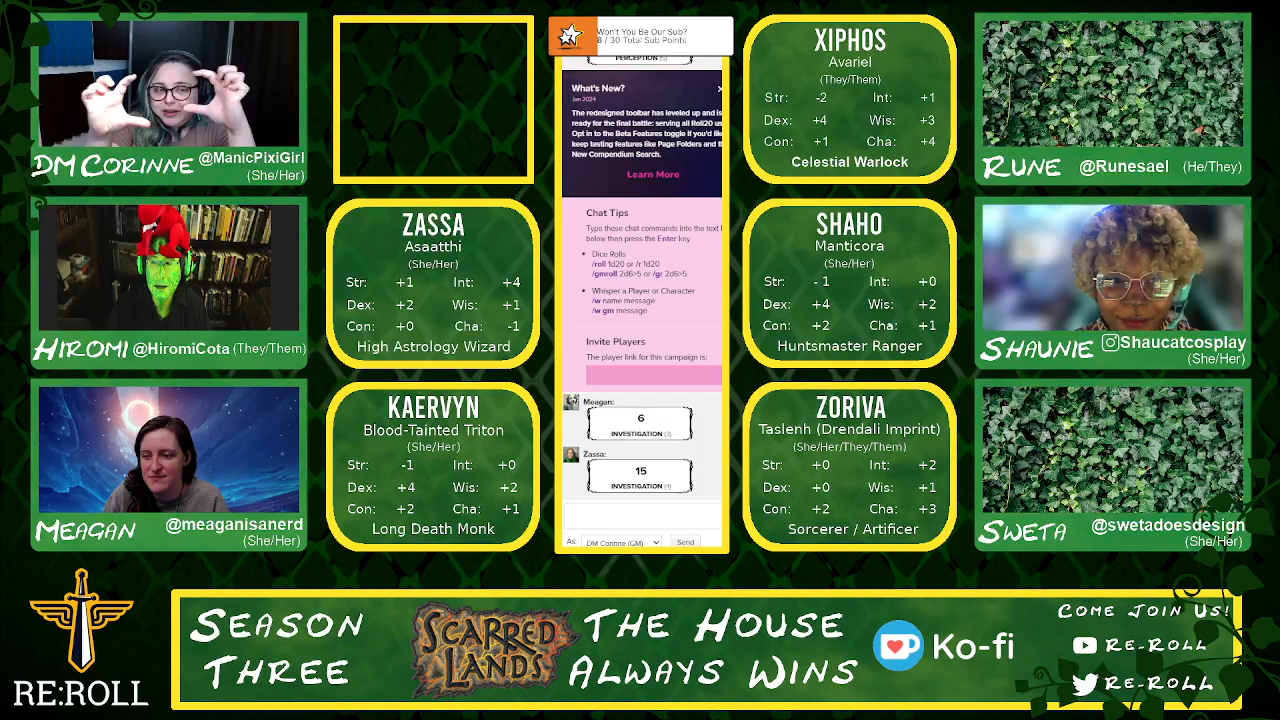 DM CORINNE @ManicPixiGirl
(She/Her)
HIROMI @HiromiCota (They/Them)
MEAGAN @meaganisanerd
(She/Her)
ZASSA
Asaatthi
(She/Her)
Str: +1 Int: +4
Dex: +2 Wis: +1
Con: +0 Cha: -1
High Astrology Wizard
KAERVYN
Blood-Tainted Triton
(She/Her)
Str: -1 Int: +0
Dex: +4 Wis: +2
Con: +2 Cha: +1
Long Death Monk
Won't You Be Our Sub?
8 / 30 Total Sub Points
PERCEPTION (5)
What's New?
Jan 2024
The redesigned toolbar has leveled up and is
ready for the final battle: serving all Roll20 us
Opt in to the Beta Features toggle if you'd like
keep testing features like Page Folders and th
New Compendium Search.
Learn More
Chat Tips
Type these chat commands into the text
below then press the Enter key.
Dice Rolls
/roll 1d20 or /r 1d20
/gmroll 2d6>5 or /gr 2d6>5
Whisper a Player or Character
/w name message
/w gm message
Invite Players
The player link for this campaign is:
Meagan:
6
INVESTIGATION (3)
Zassa:
15
INVESTIGATION (4)
As: DM Corinne (GM) Send
XIPHOS
Avariel
(They/Them)
Str: -2 Int: +1
Dex: +4 Wis: +3
Con: +1 Cha: +4
Celestial Warlock
SHAHO
Manticora
(She/Her)
Str: -1 Int: +0
Dex: +4 Wis: +2
Con: +2 Cha: +1
Huntsmaster Ranger
ZORIVA
Taslenh (Drendali Imprint)
(She/Her/They/Them)
Str: +0 Int: +2
Dex: +0 Wis: +1
Con: +2 Cha: +3
Sorcerer / Artificer
RUNE @Runesael (He/They)
SHAUNIE Shaucatcosplay
(She/Her)
SWETA @swetadoesdesign
(She/Her)
RE:ROLL
SEASON
THREE
SCARRED
LANDS
THE HOUSE
ALWAYS WINS
Ko-fi
COME JOIN US!
RE-ROLL
RE-ROLL